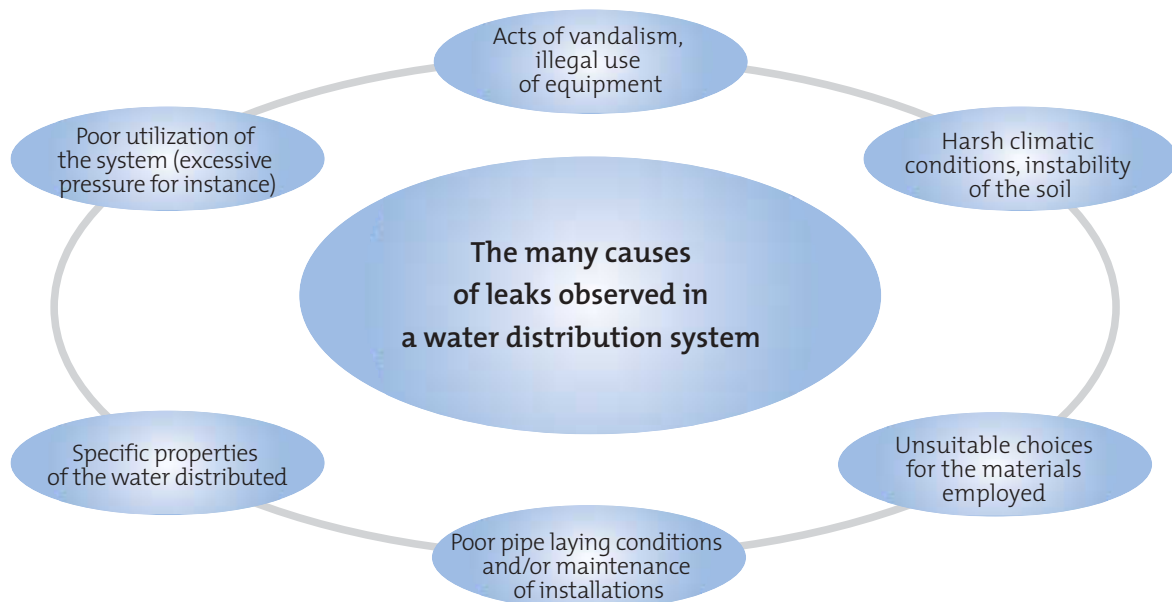 Acts of vandalism,
illegal use
of equipment
Poor utilization of
the system (excessive
pressure for instance)
Harsh climatic
conditions, instability
of the soil
The many causes
of leaks observed in
a water distribution system
Specific properties
of the water distributed
Unsuitable choices
for the materials
employed
Poor pipe laying conditions
and/or maintenance
of installations